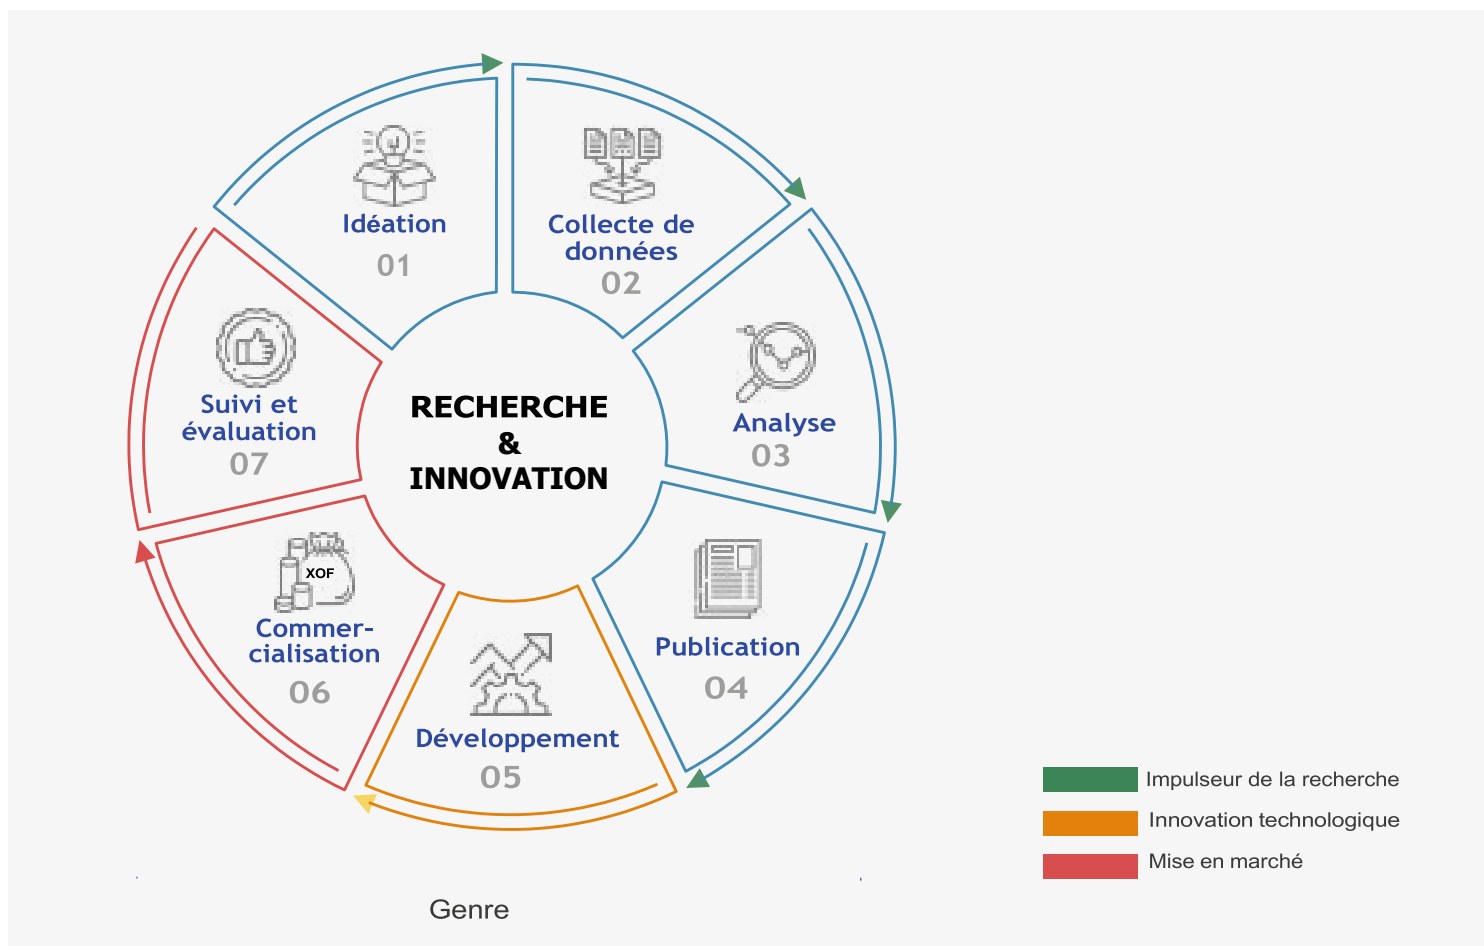 Idéation
01
Collecte de
données
02
Analyse
03
Publication
04
Développement
05
XOF
Commer-
cialisation
06
Suivi et
évaluation
07
RECHERCHE
&
INNOVATION
Impulseur de la recherche
Innovation technologique
Mise en marché
Genre